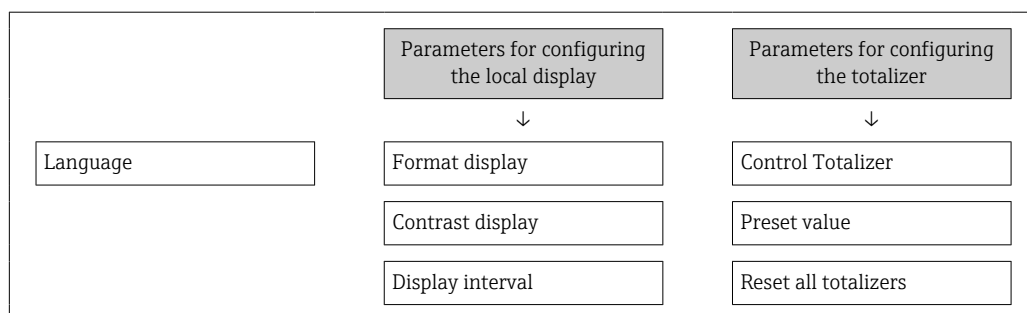 Parameters for configuring
the local display
Parameters for configuring
the totalizer
↓
↓
Language
Format display
Control Totalizer
Contrast display
Preset value
Display interval
Reset all totalizers